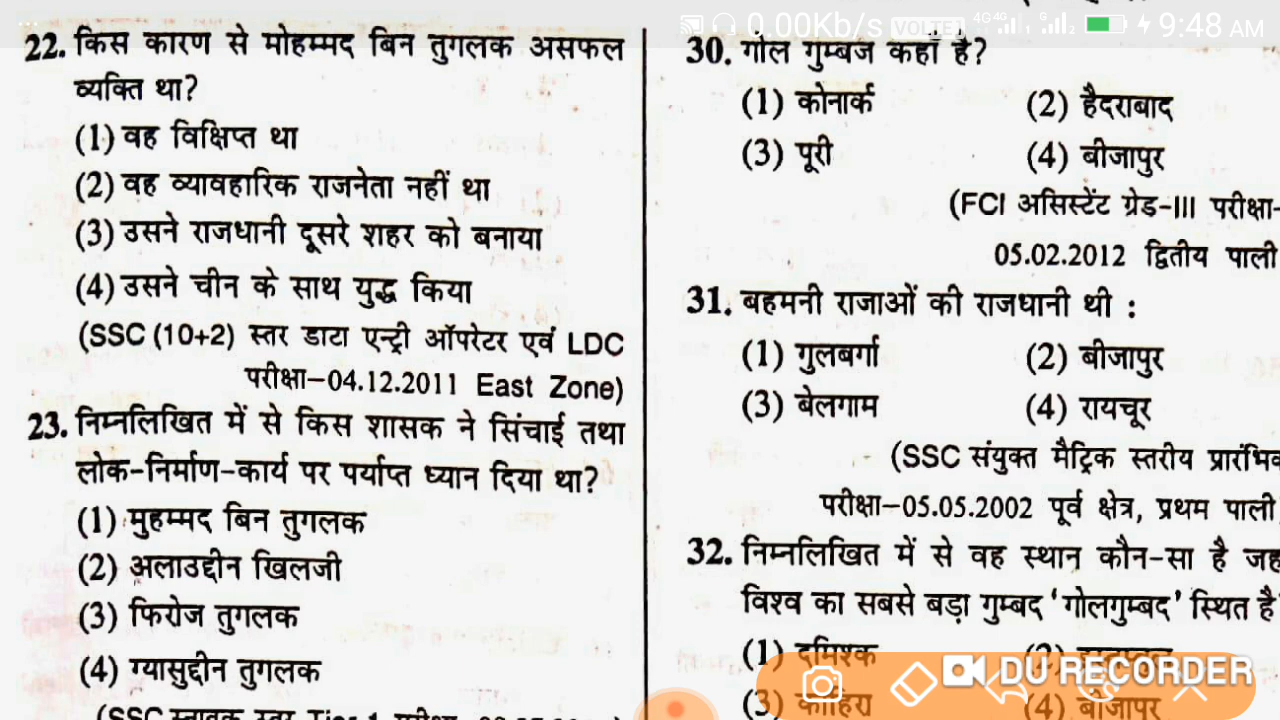 0.00Kb/s VOLTE 4G4G G 9:48 AM
22. किस कारण से मोहम्मद बिन तुगलक असफल
व्यक्ति था?
(1) वह विक्षिप्त था
(2) वह व्यावहारिक राजनेता नहीं था
(3) उसने राजधानी दूसरे शहर को बनाया
(4) उसने चीन के साथ युद्ध किया
(SSC (10+2) स्तर डाटा एन्ट्री ऑपरेटर एवं LDC
परीक्षा–04.12.2011 East Zone)
23. निम्नलिखित में से किस शासक ने सिंचाई तथा
लोक-निर्माण-कार्य पर पर्याप्त ध्यान दिया था?
(1) मुहम्मद बिन तुगलक
(2) अलाउद्दीन खिलजी
(3) फिरोज तुगलक
(4) ग्यासुद्दीन तुगलक
30. गोल गुम्बज कहाँ है?
(1) कोनार्क (2) हैदराबाद
(3) पूरी (4) बीजापुर
(FCI असिस्टेंट ग्रेड-III परीक्षा-
05.02.2012 द्वितीय पाली
31. बहमनी राजाओं की राजधानी थी :
(1) गुलबर्गा (2) बीजापुर
(3) बेलगाम (4) रायचूर
(SSC संयुक्त मैट्रिक स्तरीय प्रारंभिक
परीक्षा–05.05.2002 पूर्व क्षेत्र, प्रथम पाली
32. निम्नलिखित में से वह स्थान कौन-सा है जह
विश्व का सबसे बड़ा गुम्बद 'गोलगुम्बद' स्थित है
(1) दमिश्क (2)
(3) काहिरा (4) बीजापुर
DU RECORDER